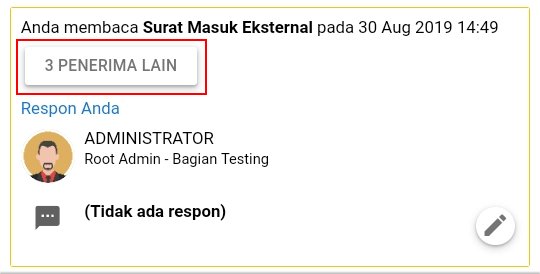 Anda membaca Surat Masuk Eksternal pada 30 Aug 2019 14:49
3 PENERIMA LAIN
Respon Anda
ADMINISTRATOR
Root Admin - Bagian Testing
(Tidak ada respon)